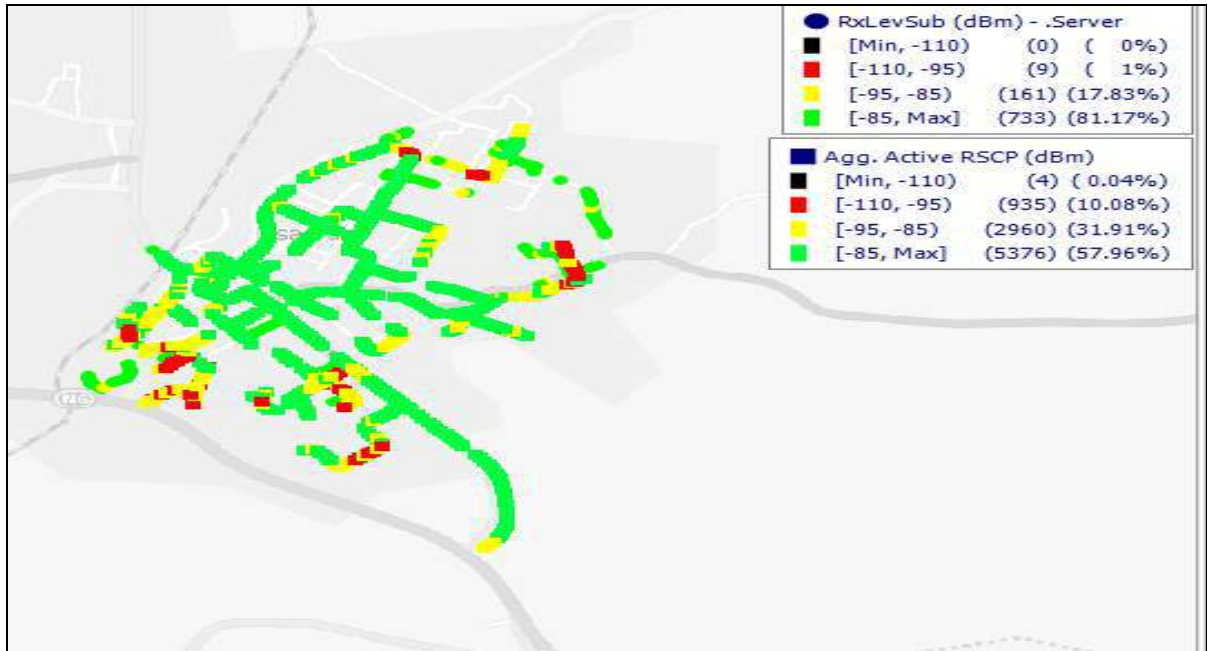 RxLevSub (dBm) - .Server
[Min, -110) (0) ( 0%)
[-110, -95) (9) ( 1%)
[-95, -85) (161) (17.83%)
[-85, Max] (733) (81.17%)
Agg. Active RSCP (dBm)
[Min, -110) (4) ( 0.04%)
[-110, -95) (935) (10.08%)
[-95, -85) (2960) (31.91%)
[-85, Max] (5376) (57.96%)